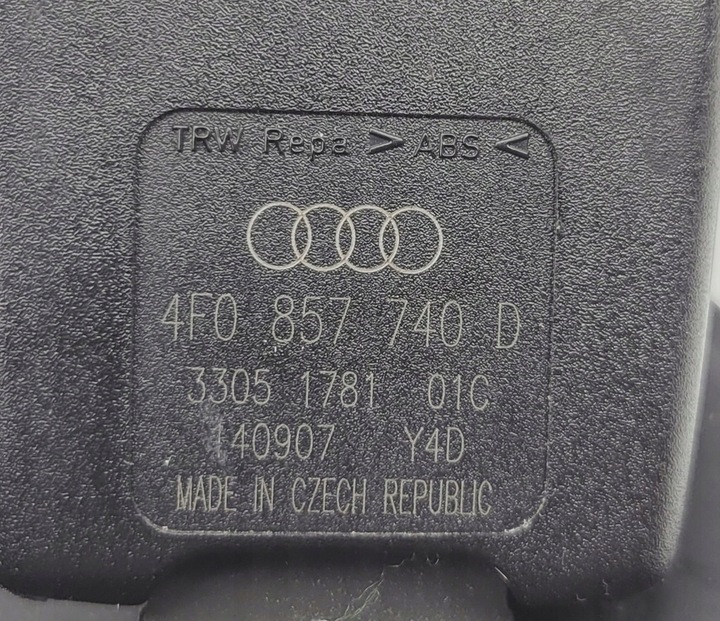 TRW Repa >ABS<
4F0 857 740 D
3305 1781 01C
140907 Y4D
MADE IN CZECH REPUBLIC